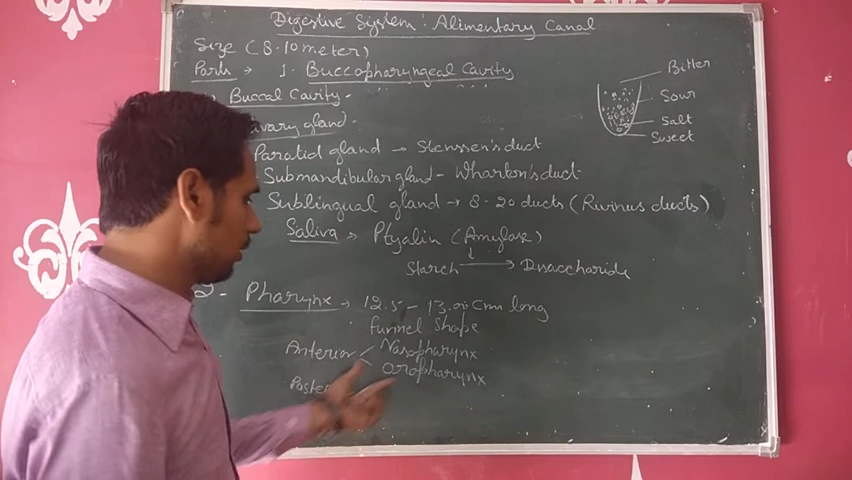 Digestive System : Alimentary Canal
Size (8-10 meter)
Parts → 1. Buccopharyngeal Cavity
Buccal Cavity -
Bitter
Sour
Salt
Sweet
gland -
Paratid gland → Stenssen's duct
Submandibular gland - Wharton's duct
Sublingual gland → 8-20 ducts (Rivinus ducts)
Saliva → Ptyalin (Amylase)
↓
Starch → Disaccharide
2- Pharynx → 12.5 - 13.00 cm long
funnel Shape
Anterior Nasopharynx
Oropharynx